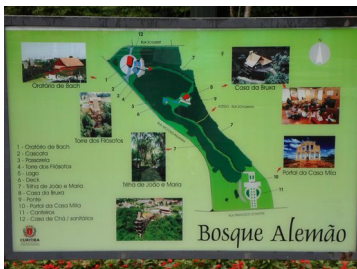 Oratório de Bach
Casa da Bruxa
Torre dos Filósofos
Trilha de João e Maria
Portal da Casa Mila
1 - Oratório de Bach
2 - Cascata
3 - Passarela
4 - Torre dos Filósofos
5 - Lago
6 - Deck
7 - Trilha de João e Maria
8 - Casa da Bruxa
9 - Ponte
10 - Portal da Casa Mila
11 - Canteiros
12 - Casa de Chá / sanitários
CURITIBA
Bosque Alemão